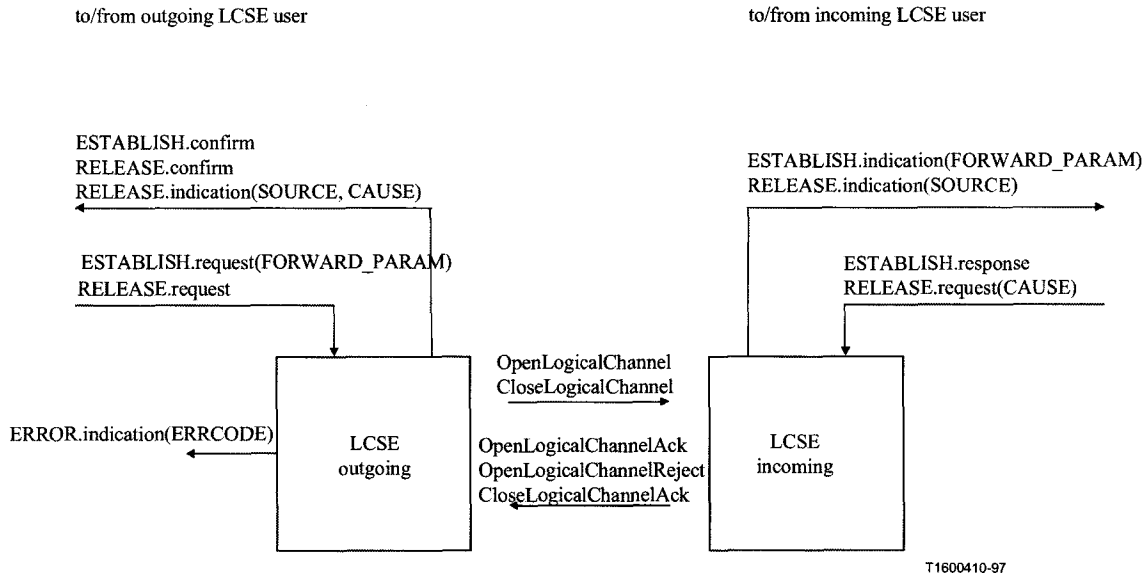 to/from outgoing LCSE user
to/from incoming LCSE user
ESTABLISH.confirm
RELEASE.confirm
RELEASE.indication(SOURCE, CAUSE)
ESTABLISH.indication(FORWARD_PARAM)
RELEASE.indication(SOURCE)
ESTABLISH.request(FORWARD_PARAM)
RELEASE.request
ESTABLISH.response
RELEASE.request(CAUSE)
OpenLogicalChannel
CloseLogicalChannel
ERROR.indication(ERRCODE)
LCSE
outgoing
OpenLogicalChannelAck
OpenLogicalChannelReject
CloseLogicalChannelAck
LCSE
incoming
T1600410-97